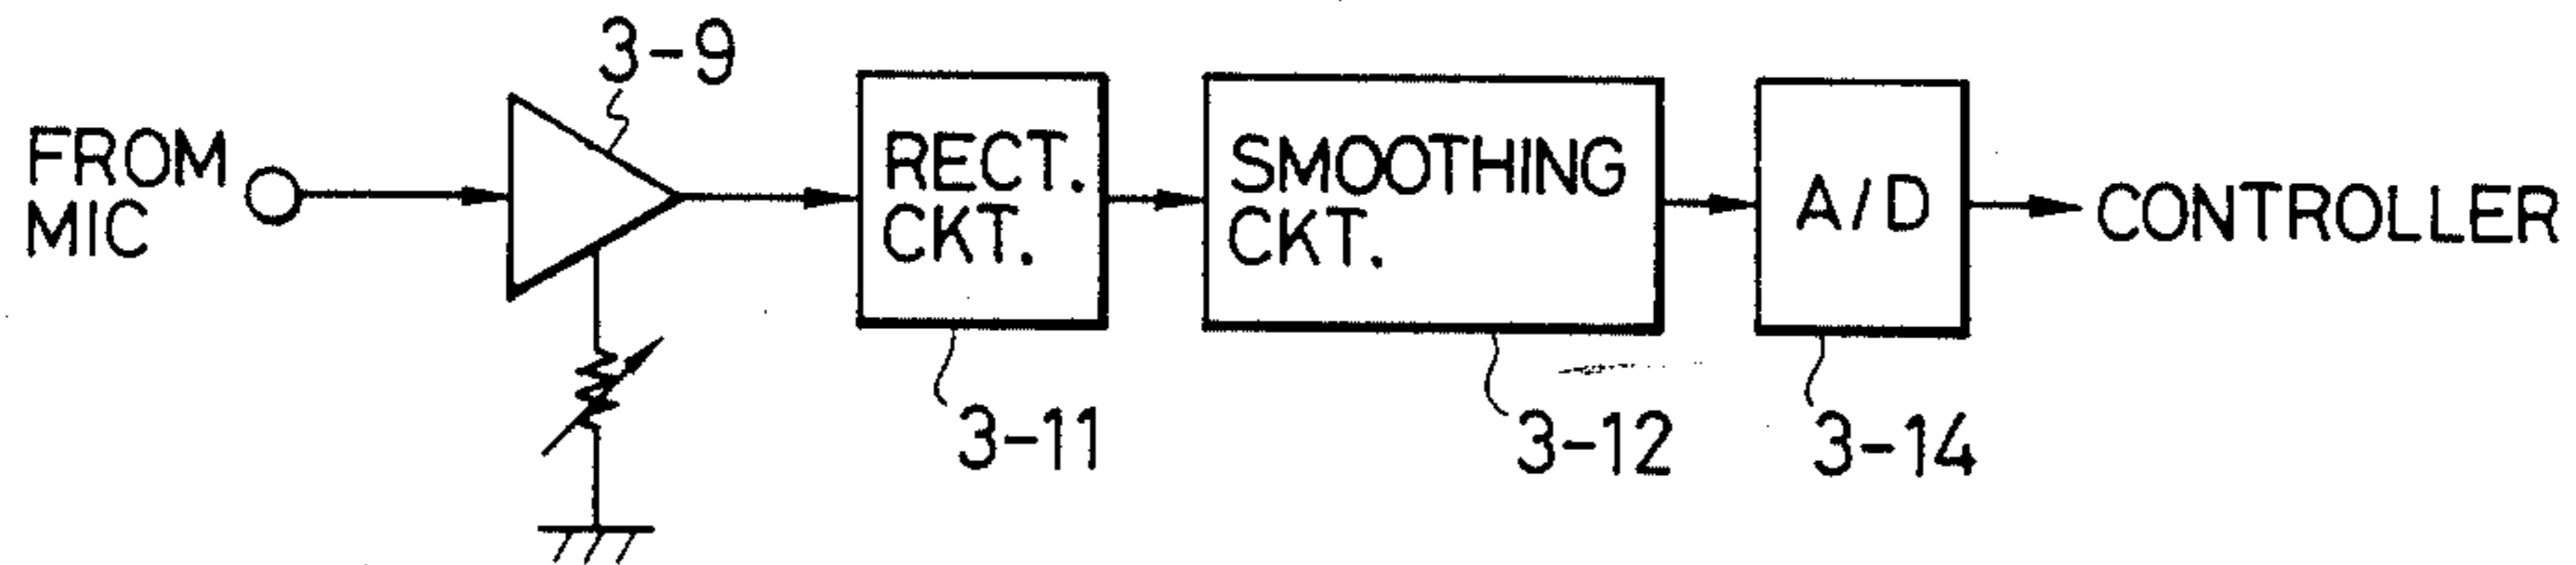 3-9
FROM
MIC
RECT.
CKT.
SMOOTHING
CKT.
A/D
CONTROLLER
3-11
3-12
3-14